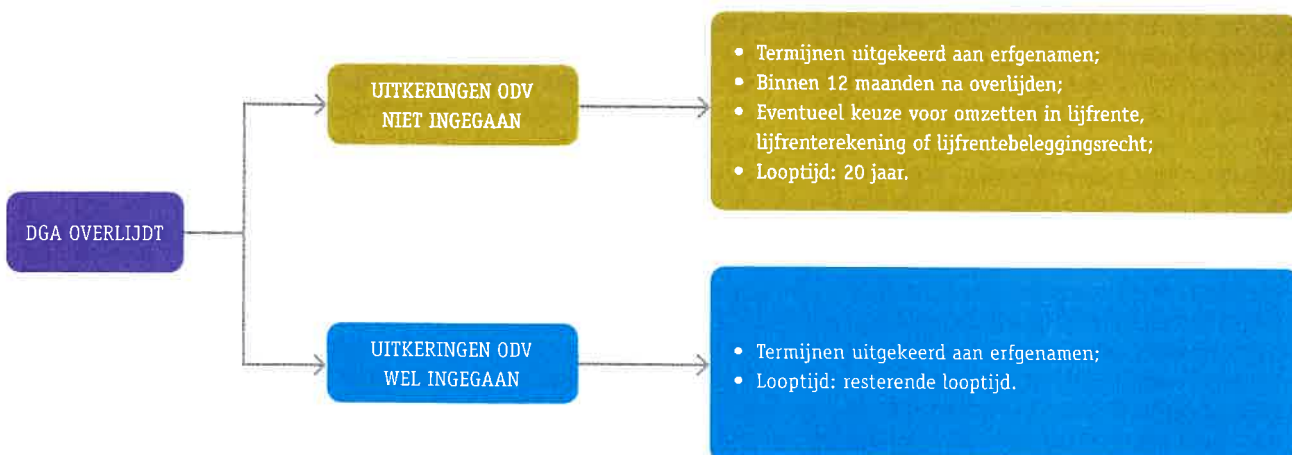 DGA OVERLIJDT
UITKERINGEN ODV
NIET INGEGAAN
• Termijnen uitgekeerd aan erfgenamen;
• Binnen 12 maanden na overlijden;
• Eventueel keuze voor omzetten in lijfrente,
lijfrenterekening of lijfrentebeleggingsrecht;
• Looptijd: 20 jaar.
UITKERINGEN ODV
WEL INGEGAAN
• Termijnen uitgekeerd aan erfgenamen;
• Looptijd: resterende looptijd.